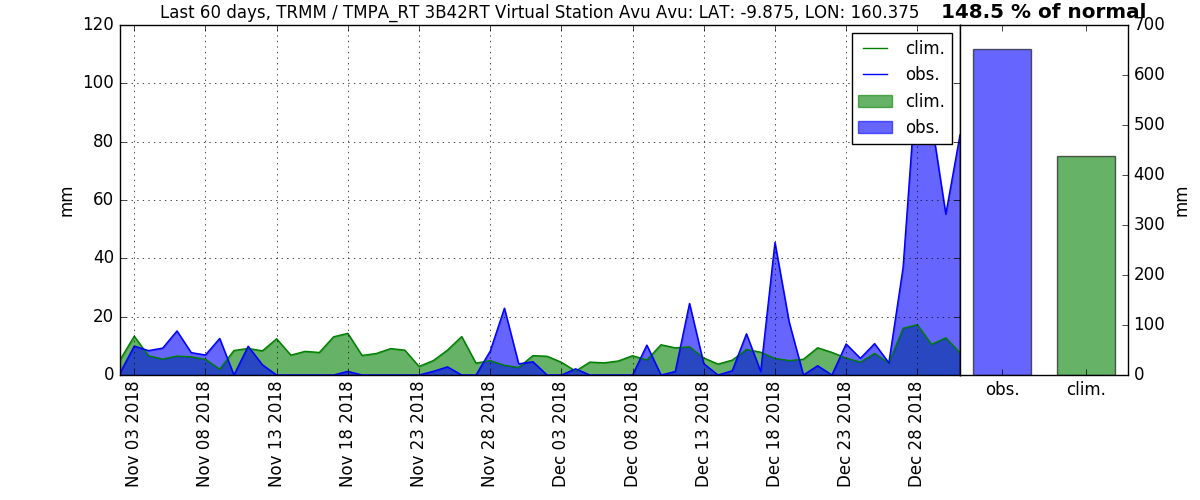 Last 60 days, TRMM / TMPA_RT 3B42RT Virtual Station Avu Avu: LAT: -9.875, LON: 160.375
148.5 % of normal
120
100
80
60
40
20
0
mm
clim.
obs.
clim.
obs.
700
600
500
400
300
200
100
0
mm
Nov 03 2018
Nov 08 2018
Nov 13 2018
Nov 18 2018
Nov 23 2018
Nov 28 2018
Dec 03 2018
Dec 08 2018
Dec 13 2018
Dec 18 2018
Dec 23 2018
Dec 28 2018
obs.
clim.